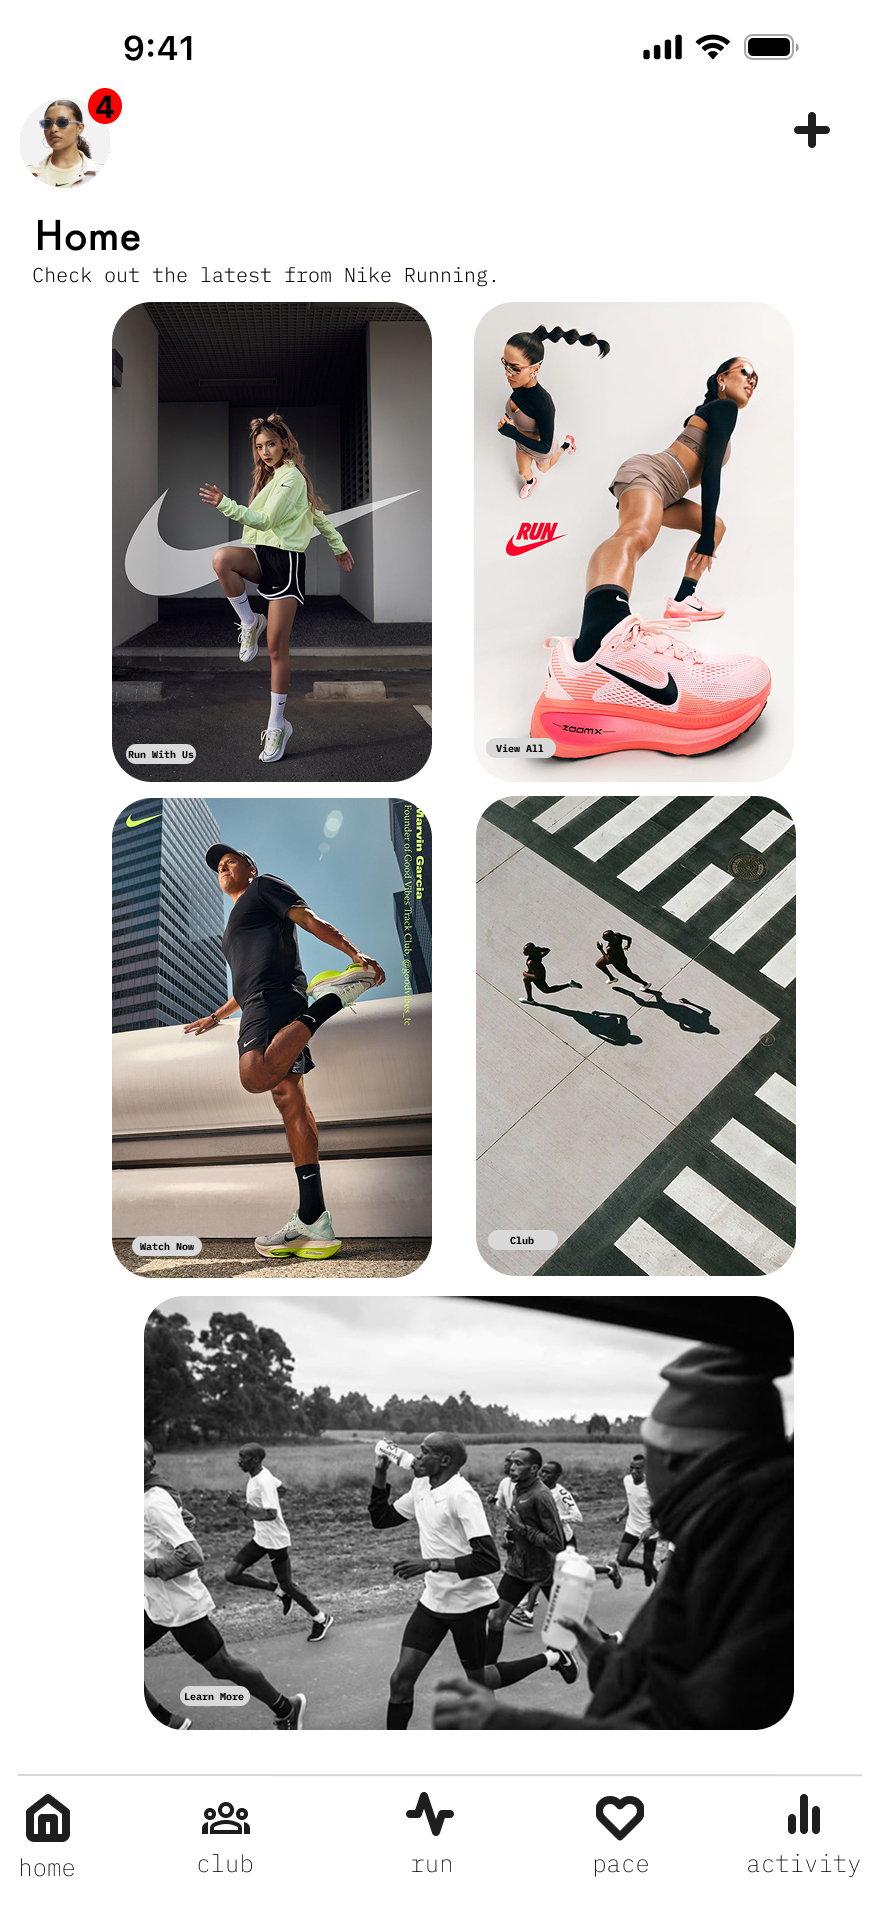 9:41
4
Home
Check out the latest from Nike Running.
RUN
ZOOMX
Run With Us
View All
Marvin Garcia
Founder of Good Vibes Track Club, @goodvibes_tc
Watch Now
Club
Learn More
home
club
run
pace
activity